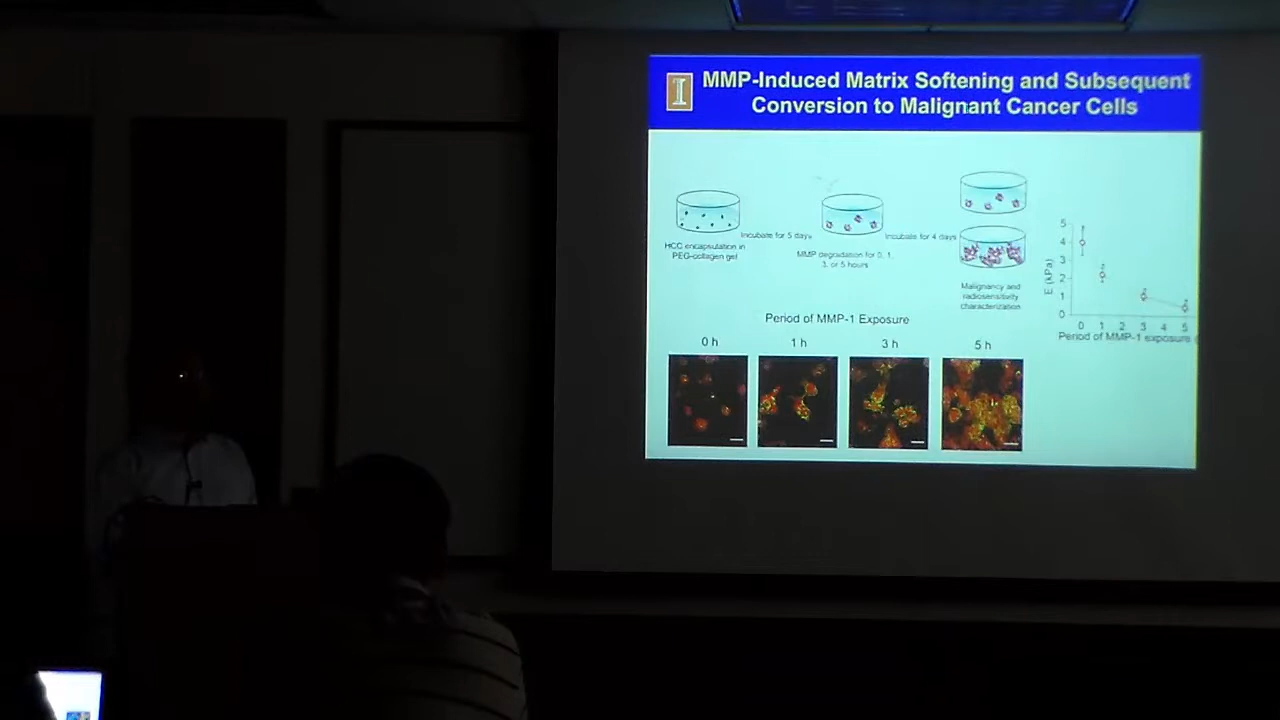 MMP-Induced Matrix Softening and Subsequent
Conversion to Malignant Cancer Cells
I
HCC encapsulation in
PEG-collagen gel
Incubate for 5 days
MMP degradation for 0, 1,
3, or 5 hours
Incubate for 4 days
Malignancy and
radiosensitivity
characterization
E (kPa)
5
4
3
2
1
0
0 1 2 3 4 5
Period of MMP-1 exposure
Period of MMP-1 Exposure
0 h
1 h
3 h
5 h